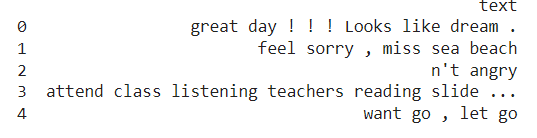 text
0 great day ! ! ! Looks like dream .
1 feel sorry , miss sea beach
2 n't angry
3 attend class listening teachers reading slide ...
4 want go , let go